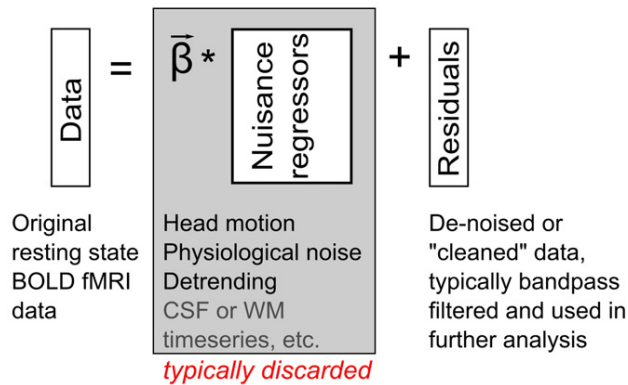 Data = β * Nuisance regressors + Residuals
Original
resting state
BOLD fMRI
data
Head motion
Physiological noise
Detrending
CSF or WM
timeseries, etc.
typically discarded
De-noised or
"cleaned" data,
typically bandpass
filtered and used in
further analysis